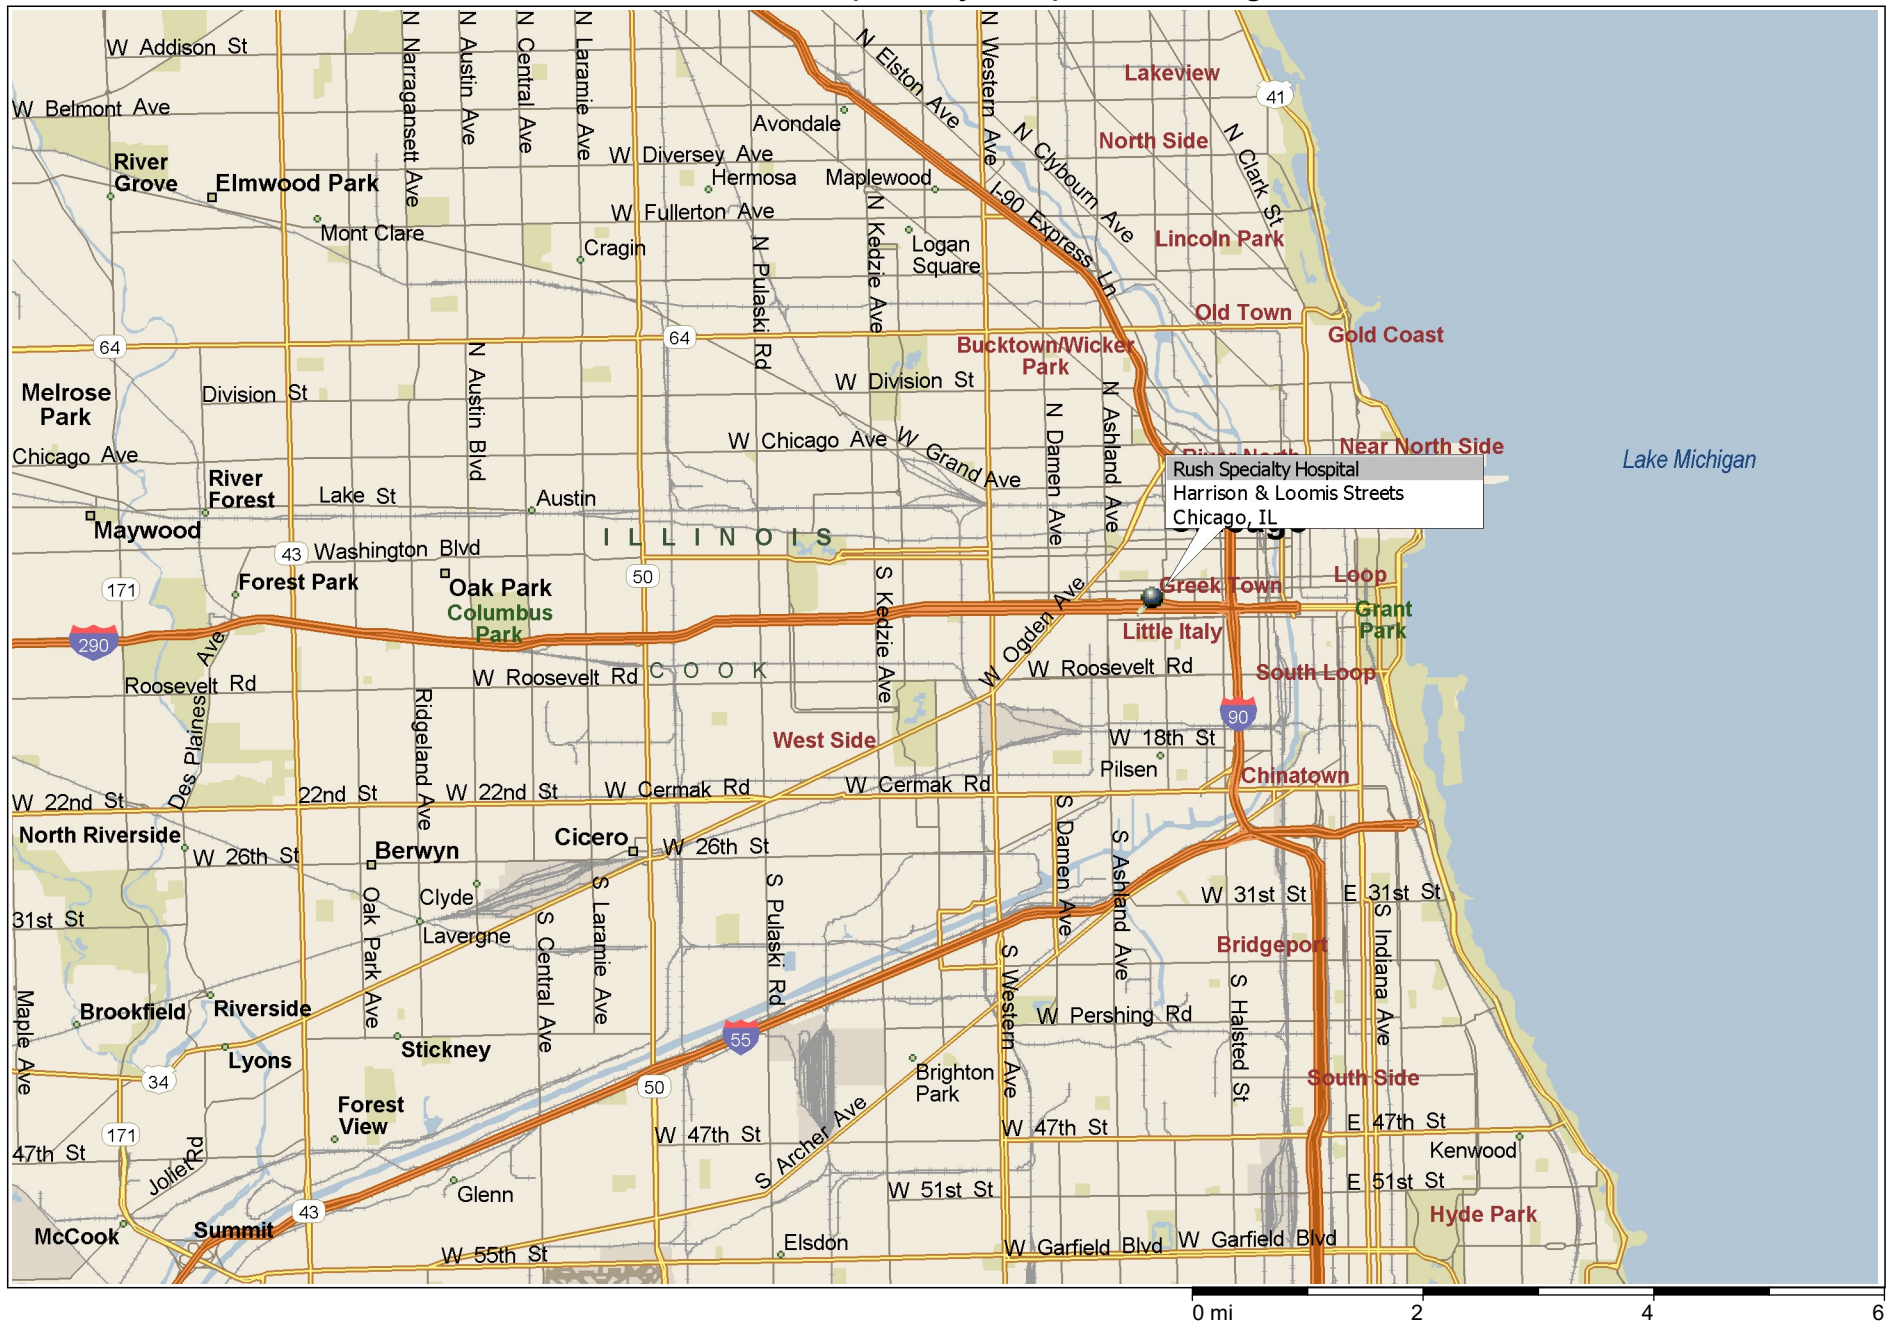 N Narragansett Ave
N Austin Ave
N Central Ave
N Laramie Ave
Western Ave
N Elston Ave
W Addison St
Lakeview
41
W Belmont Ave
Avondale
N Clybourn Ave
North Side
N Clark St
River
Grove
Elmwood Park
W Diversey Ave
Hermosa
Maplewood
I-90 Express Ln
W Fullerton Ave
N Kedzie Ave
Mont Clare
Cragin
N Pulaski Rd
Logan
Square
Lincoln Park
Old Town
Gold Coast
64
64
Bucktown/Wicker
Park
Melrose
Park
Division St
N Austin Blvd
W Division St
N Damen Ave
N Ashland Ave
Chicago Ave
W Chicago Ave
W Grand Ave
Near North Side
Lake Michigan
Rush Specialty Hospital
Harrison & Loomis Streets
Chicago, IL
River
Forest
Lake St
Austin
Maywood
ILLINOIS
43
Washington Blvd
171
Forest Park
Oak Park
Columbus
Park
50
S Kedzie Ave
W Ogden Ave
Greek Town
Loop
Grant
Park
Little Italy
290
COOK
Roosevelt Rd
W Roosevelt Rd
W Roosevelt Rd
South Loop
Des Plaines Ave
Ridgeland Ave
90
West Side
W 18th St
Pilsen
Chinatown
W 22nd St
22nd St
W 22nd St
W Cermak Rd
W Cermak Rd
North Riverside
W 26th St
Berwyn
Cicero
W 26th St
S Damen Ave
S Ashland Ave
Clyde
Oak Park Ave
S Central Ave
S Laramie Ave
S Pulaski Rd
W 31st St
E 31st St
31st St
Lavergne
S Indiana Ave
Bridgeport
S Western Ave
S Halsted St
Maple Ave
Brookfield
Riverside
W Pershing Rd
Lyons
Stickney
55
34
50
Brighton
Park
South Side
Forest
View
S Archer Ave
171
W 47th St
W 47th St
E 47th St
47th St
Joliet Rd
Kenwood
Glenn
W 51st St
E 51st St
43
McCook
Summit
Hyde Park
W 55th St
Elsdon
W Garfield Blvd
W Garfield Blvd
0 mi
2
4
6